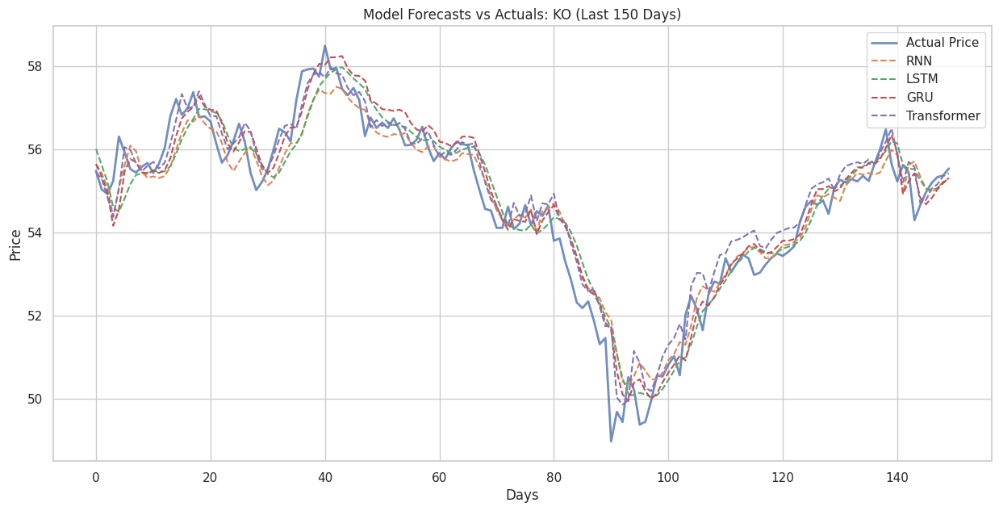 Model Forecasts vs Actuals: KO (Last 150 Days)
Actual Price
RNN
LSTM
GRU
Transformer
Price
58
56
54
52
50
0 20 40 60 80 100 120 140
Days